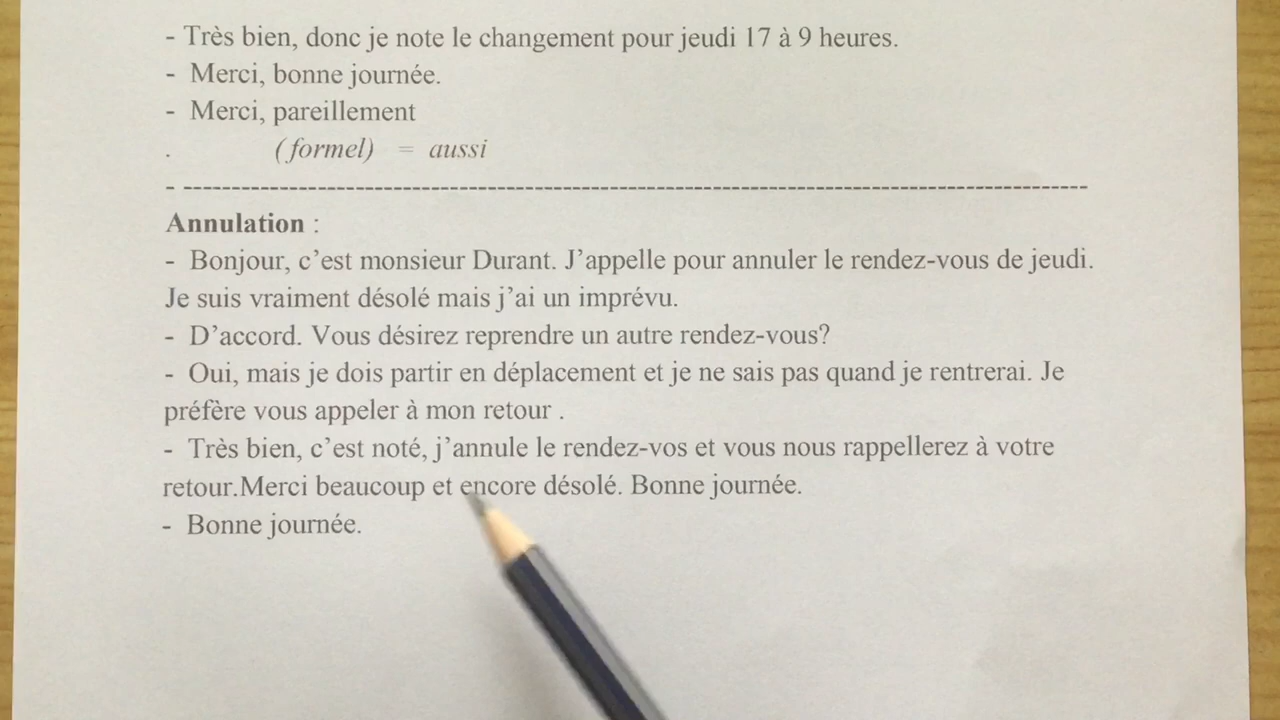 - Très bien, donc je note le changement pour jeudi 17 à 9 heures.
- Merci, bonne journée.
- Merci, pareillement
. (formel) = aussi
- -----------------------------------------------------------------------------------------------
Annulation :
- Bonjour, c’est monsieur Durant. J’appelle pour annuler le rendez-vous de jeudi.
Je suis vraiment désolé mais j’ai un imprévu.
- D’accord. Vous désirez reprendre un autre rendez-vous?
- Oui, mais je dois partir en déplacement et je ne sais pas quand je rentrerai. Je
préfère vous appeler à mon retour .
- Très bien, c’est noté, j’annule le rendez-vos et vous nous rappellerez à votre
retour.Merci beaucoup et encore désolé. Bonne journée.
- Bonne journée.